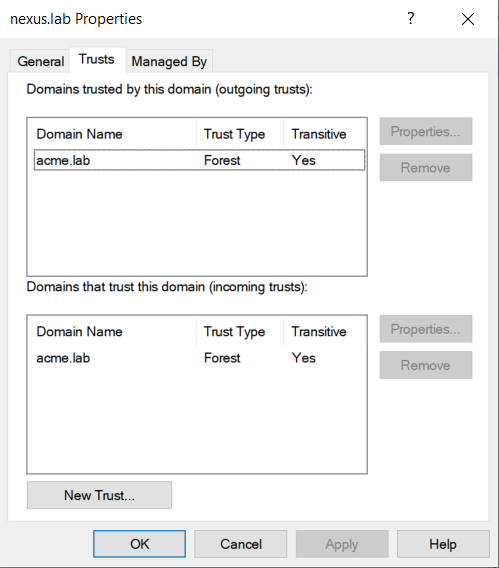 nexus.lab Properties ?
General Trusts Managed By
Domains trusted by this domain (outgoing trusts):
Domain Name Trust Type Transitive Properties...
acme.lab Forest Yes Remove
Domains that trust this domain (incoming trusts):
Domain Name Trust Type Transitive Properties...
acme.lab Forest Yes Remove
New Trust...
OK Cancel Apply Help